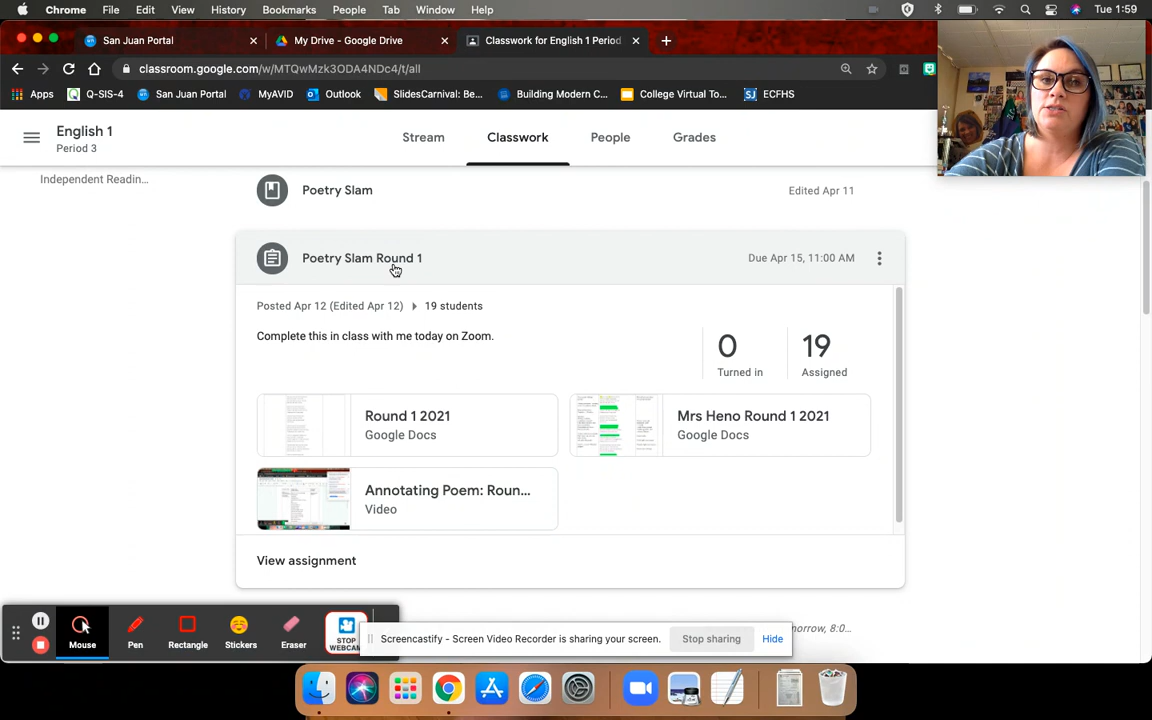 Chrome File Edit View History Bookmarks People Tab Window Help Tue 1:59
San Juan Portal My Drive - Google Drive Classwork for English 1 Period
classroom.google.com/w/MTQwMzk3ODA4NDc4/t/all
Apps Q-SIS-4 San Juan Portal MyAVID Outlook SlidesCarnival: Be... Building Modern C... College Virtual To... ECFHS
English 1
Period 3
Stream Classwork People Grades
Independent Readin...
Poetry Slam Edited Apr 11
Poetry Slam Round 1 Due Apr 15, 11:00 AM
Posted Apr 12 (Edited Apr 12) 19 students
Complete this in class with me today on Zoom.
0 19
Turned in Assigned
Round 1 2021
Google Docs
Mrs Heno Round 1 2021
Google Docs
Annotating Poem: Roun...
Video
View assignment
morrow, 8:0...
Mouse Pen Rectangle Stickers Eraser STOP WEBCAM
Screencastify - Screen Video Recorder is sharing your screen. Stop sharing Hide